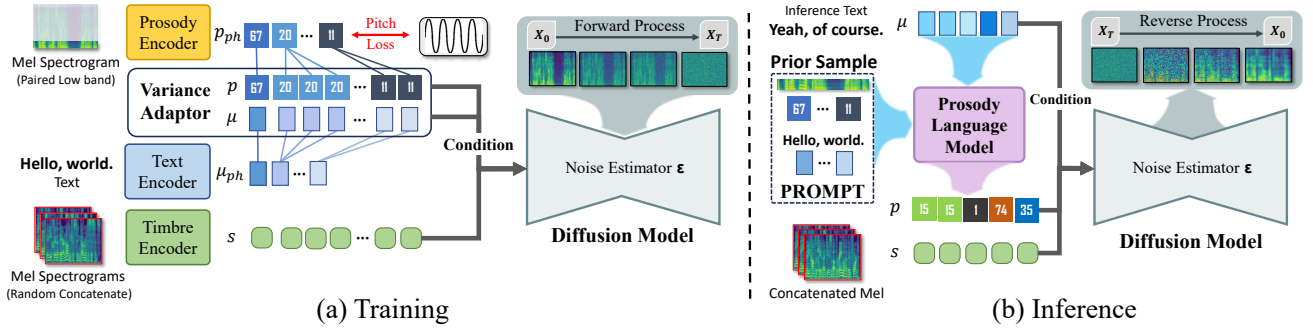 Mel Spectrogram
(Paired Low band)
Prosody
Encoder
p_ph
67 20 ... 11
Pitch
Loss
Variance
Adaptor
p
67 20 20 20 ... 11 11
μ
Hello, world.
Text
Text
Encoder
μ_ph
...
Condition
Mel Spectrograms
(Random Concatenate)
Timbre
Encoder
s
...
X_0 Forward Process X_T
Noise Estimator ε
Diffusion Model
(a) Training
Inference Text
Yeah, of course.
μ
Prior Sample
67 ... 11
Hello, world.
...
PROMPT
Prosody
Language
Model
p
15 15 1 74 35
s
Concatenated Mel
Condition
Reverse Process
X_T X_0
Noise Estimator ε
Diffusion Model
(b) Inference